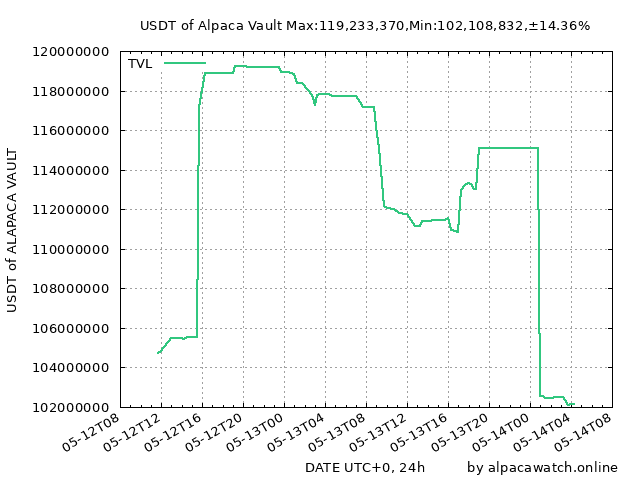 USDT of Alpaca Vault Max:119,233,370,Min:102,108,832,±14.36%
TVL
USDT of ALAPACA VAULT
120000000
118000000
116000000
114000000
112000000
110000000
108000000
106000000
104000000
102000000
05-12T08
05-12T12
05-12T16
05-12T20
05-13T00
05-13T04
05-13T08
05-13T12
05-13T16
05-13T20
05-14T00
05-14T04
05-14T08
DATE UTC+0, 24h
by alpacawatch.online